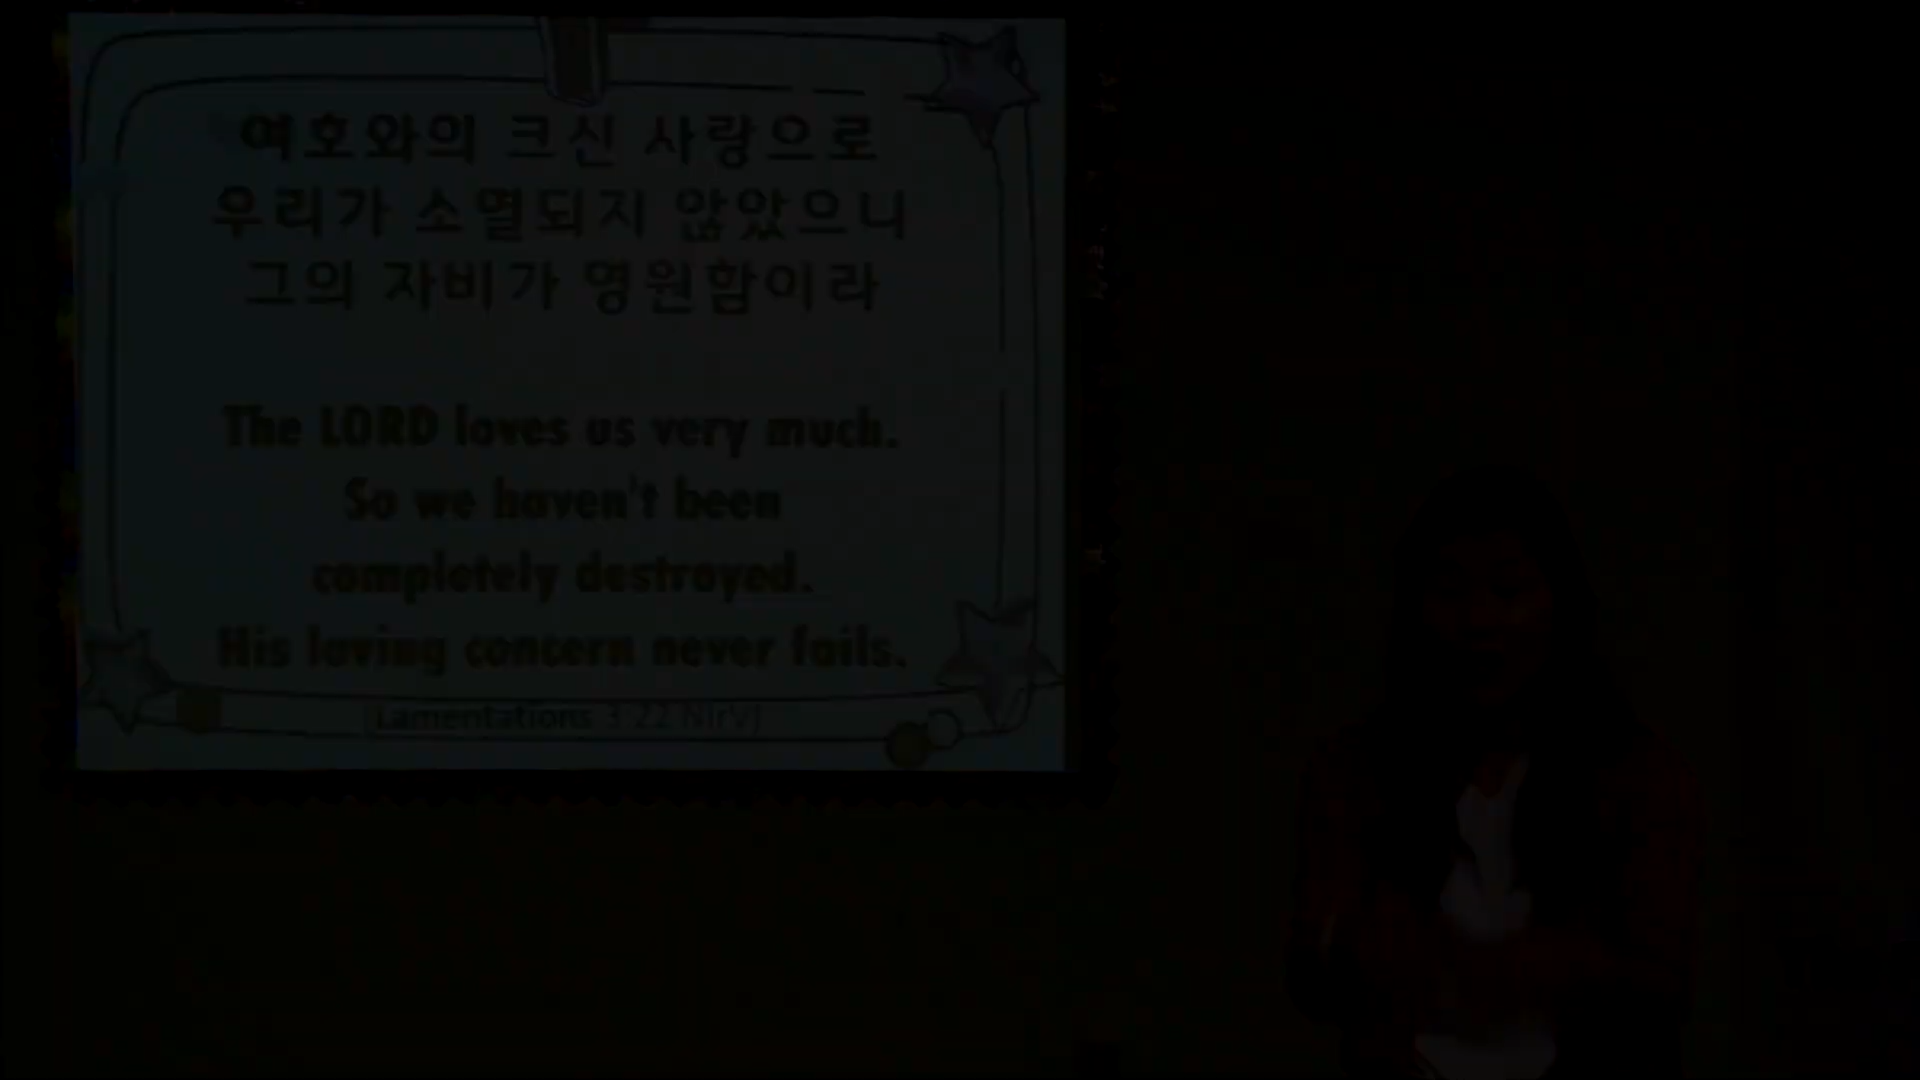 여호와의 크신 사랑으로
우리가 소멸되지 않았으니
그의 자비가 영원함이라
The LORD loves us very much.
So we haven't been
completely destroyed.
His loving concern never fails.
[Lamentations 3:22 NIrV]